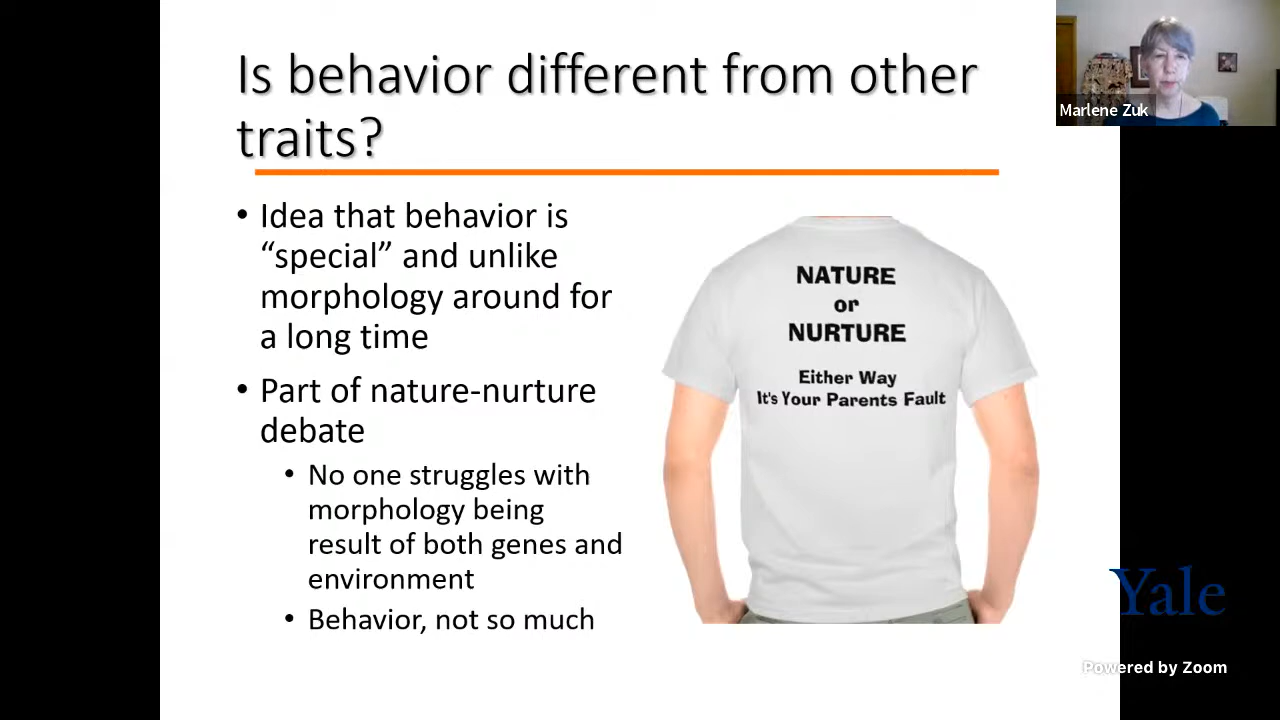 Is behavior different from other
traits?
• Idea that behavior is
“special” and unlike
morphology around for
a long time
• Part of nature-nurture
debate
• No one struggles with
morphology being
result of both genes and
environment
• Behavior, not so much
NATURE
or
NURTURE
Either Way
It's Your Parents Fault
Marlene Zuk
Yale
Powered by Zoom